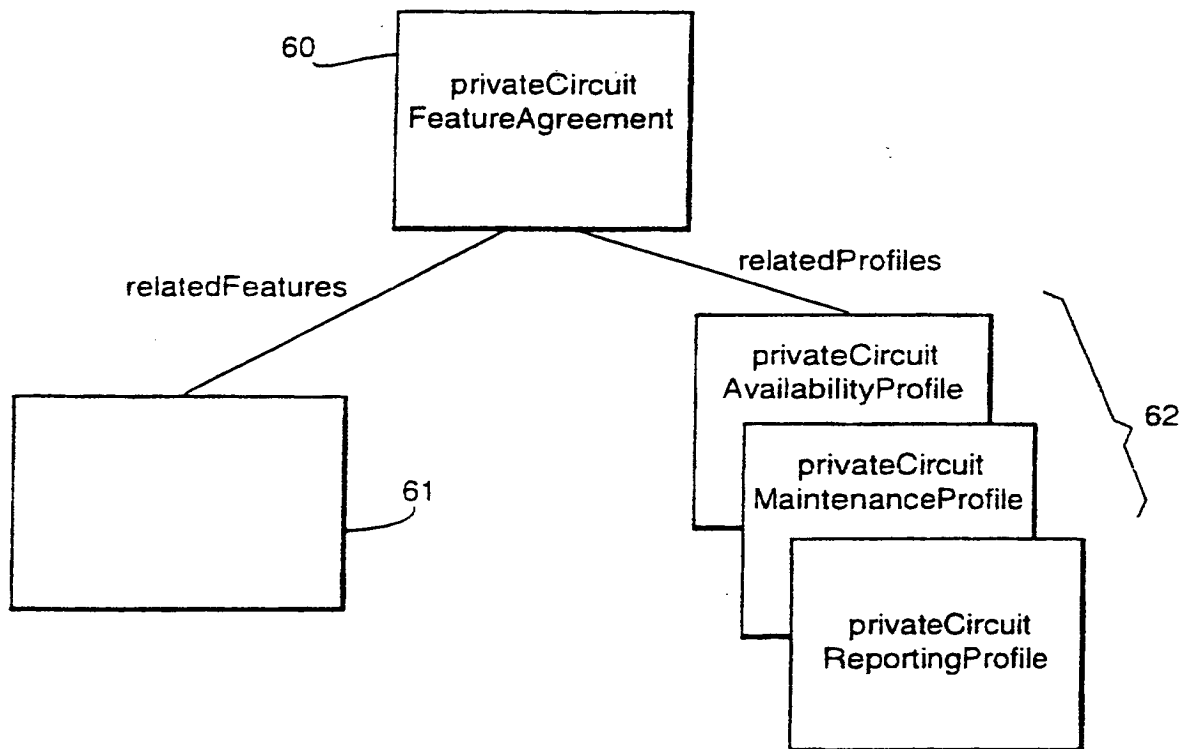 60
privateCircuit
FeatureAgreement
relatedFeatures
relatedProfiles
privateCircuit
AvailabilityProfile
62
privateCircuit
MaintenanceProfile
61
privateCircuit
ReportingProfile